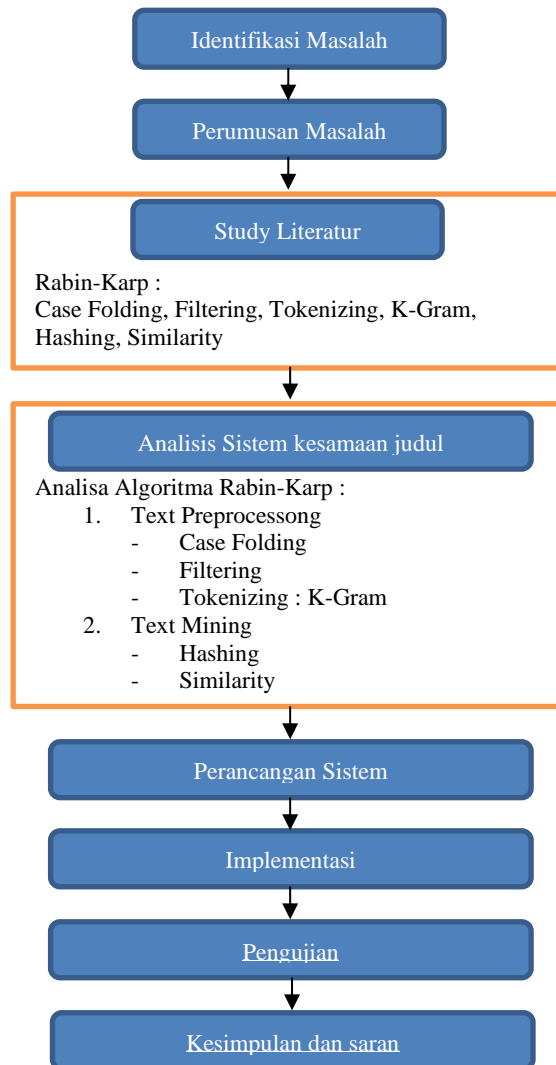 Identifikasi Masalah
Perumusan Masalah
Study Literatur
Rabin-Karp :
Case Folding, Filtering, Tokenizing, K-Gram,
Hashing, Similarity
Analisis Sistem kesamaan judul
Analisa Algoritma Rabin-Karp :
1. Text Preprocessong
- Case Folding
- Filtering
- Tokenizing : K-Gram
2. Text Mining
- Hashing
- Similarity
Perancangan Sistem
Implementasi
Pengujian
Kesimpulan dan saran